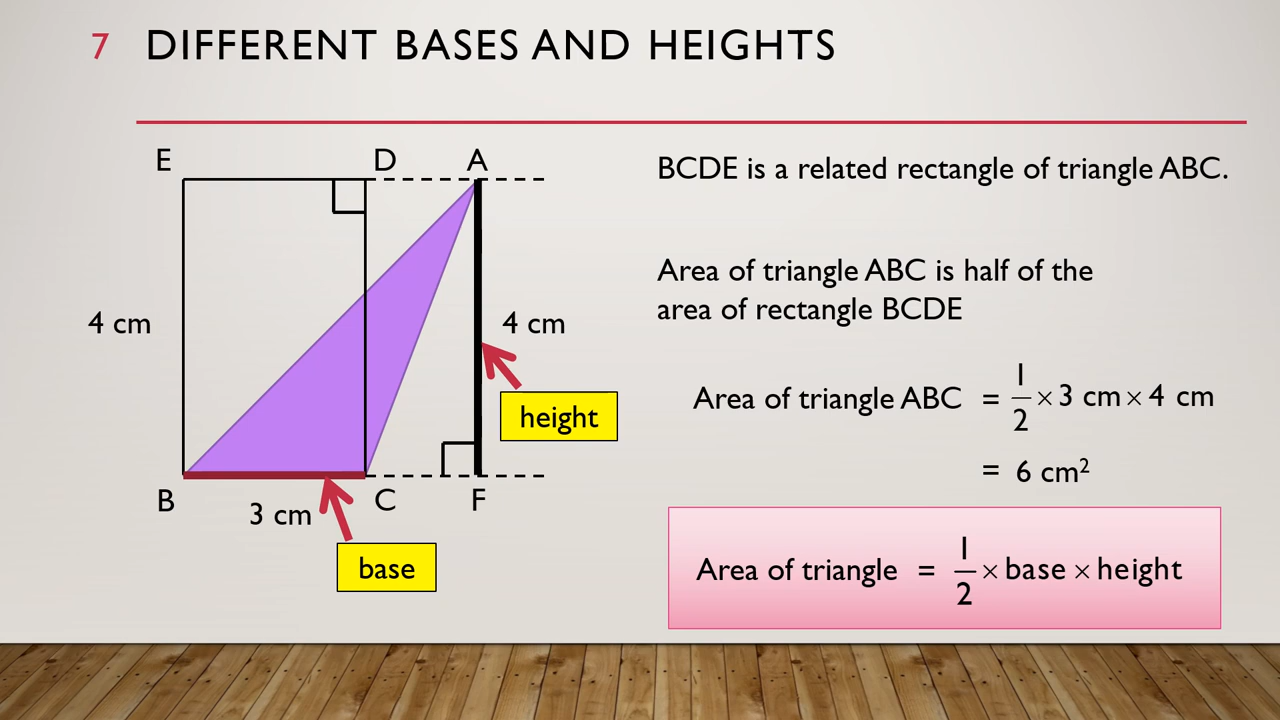 7 DIFFERENT BASES AND HEIGHTS
E D A
4 cm
4 cm
height
B C F
3 cm
base
BCDE is a related rectangle of triangle ABC.
Area of triangle ABC is half of the
area of rectangle BCDE
Area of triangle ABC = 1/2 × 3 cm × 4 cm
= 6 cm²
Area of triangle = 1/2 × base × height